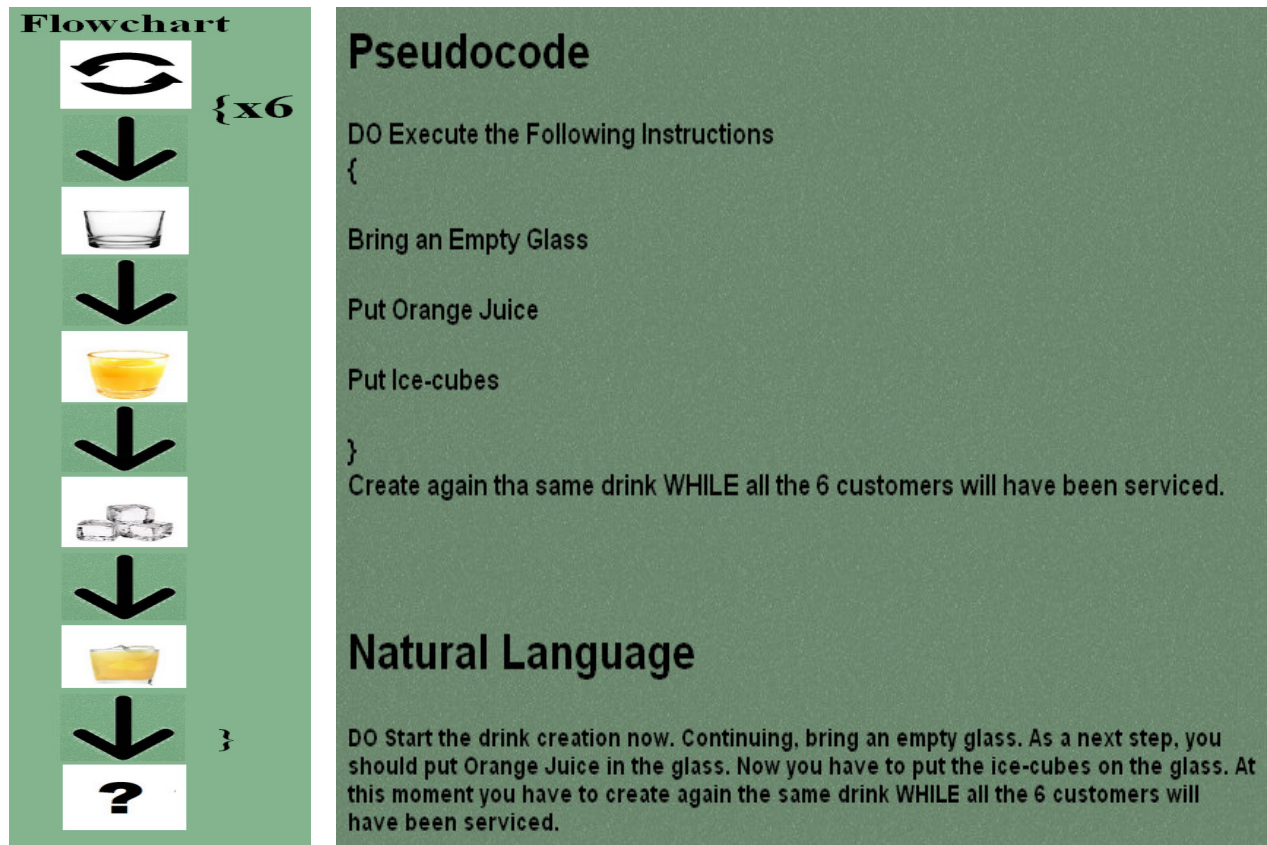 Flowchart
{x6
}
?
Pseudocode
DO Execute the Following Instructions
{
Bring an Empty Glass
Put Orange Juice
Put Ice-cubes
}
Create again tha same drink WHILE all the 6 customers will have been serviced.
Natural Language
DO Start the drink creation now. Continuing, bring an empty glass. As a next step, you
should put Orange Juice in the glass. Now you have to put the ice-cubes on the glass. At
this moment you have to create again the same drink WHILE all the 6 customers will
have been serviced.